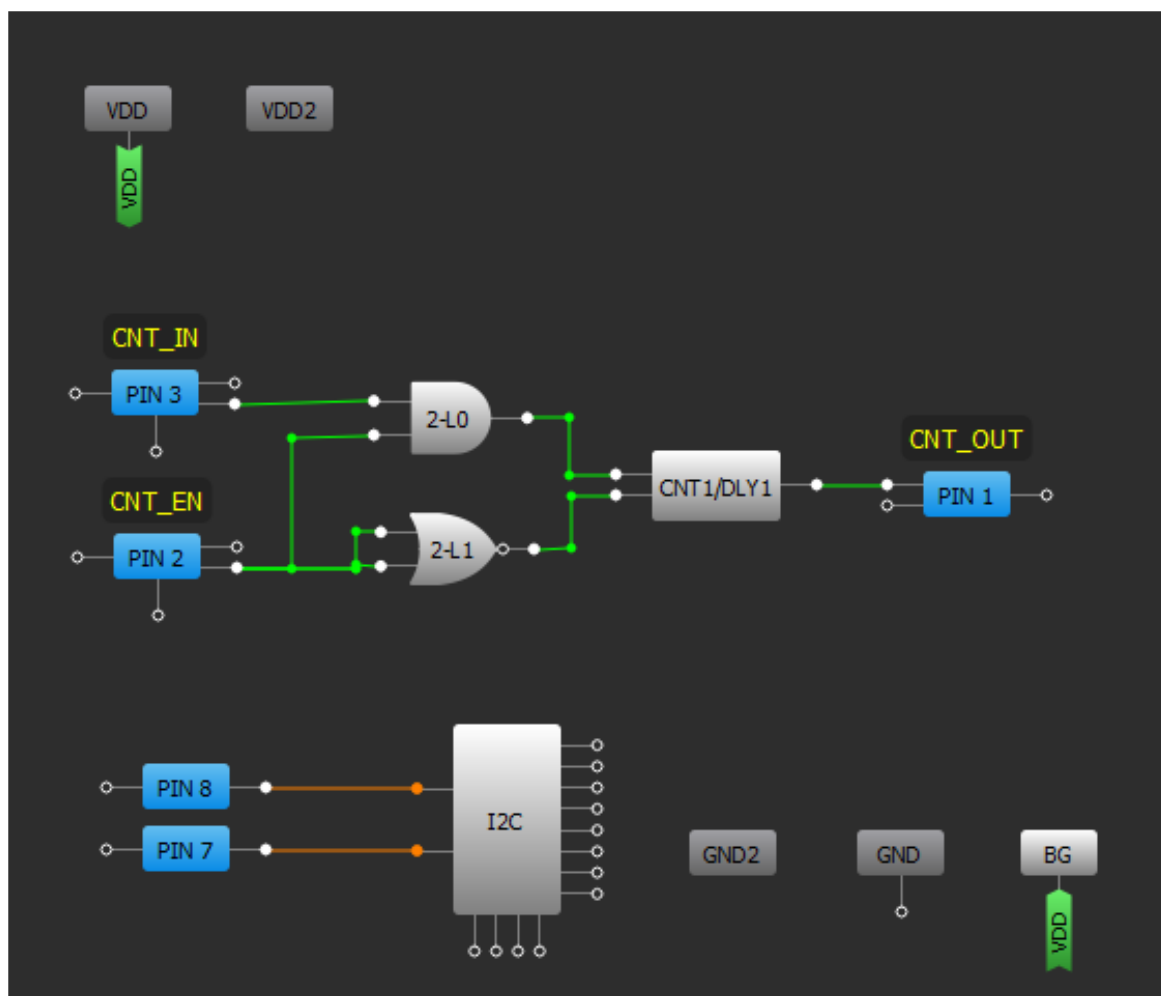 VDD
VDD2
VDD
CNT_IN
PIN 3
2-L0
CNT_OUT
CNT1/DLY1
PIN 1
CNT_EN
PIN 2
2-L1
PIN 8
I2C
PIN 7
GND2
GND
BG
VDD